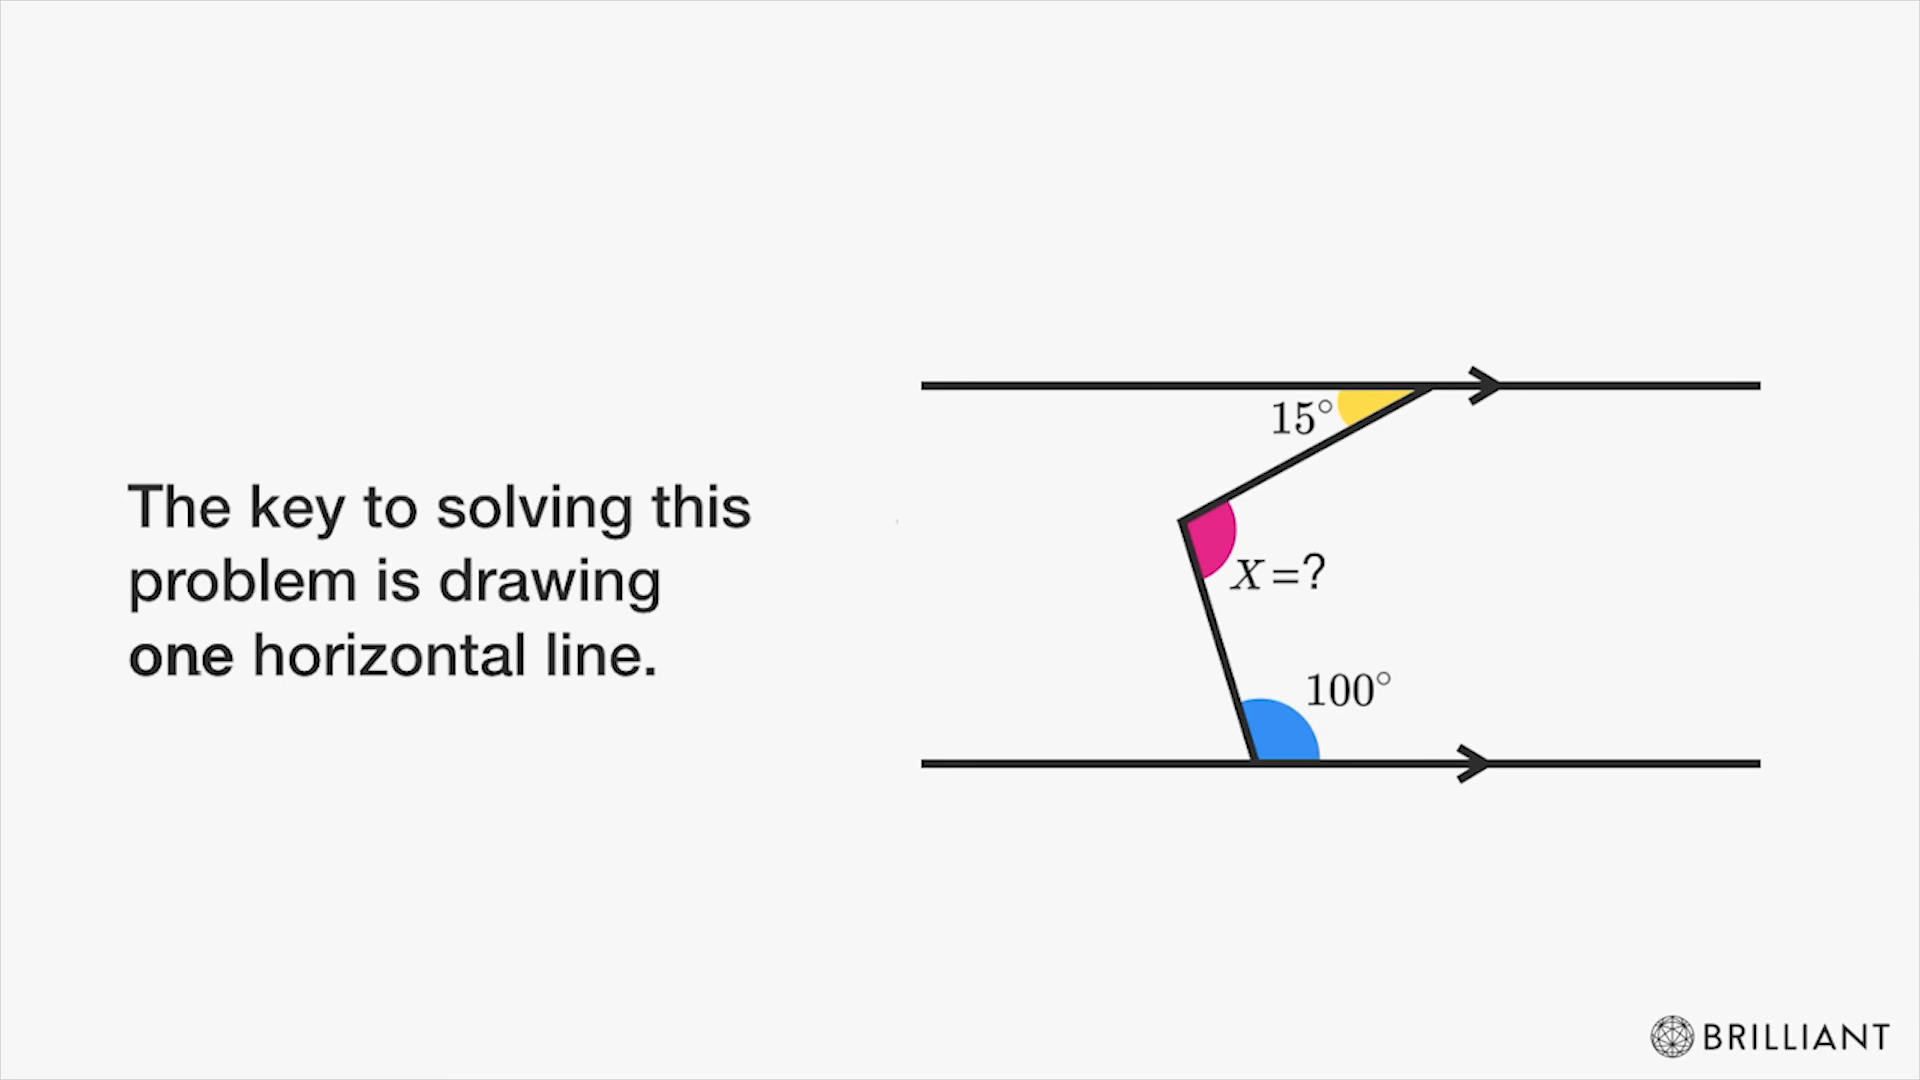 The key to solving this
problem is drawing
one horizontal line.
15°
X=?
100°
BRILLIANT